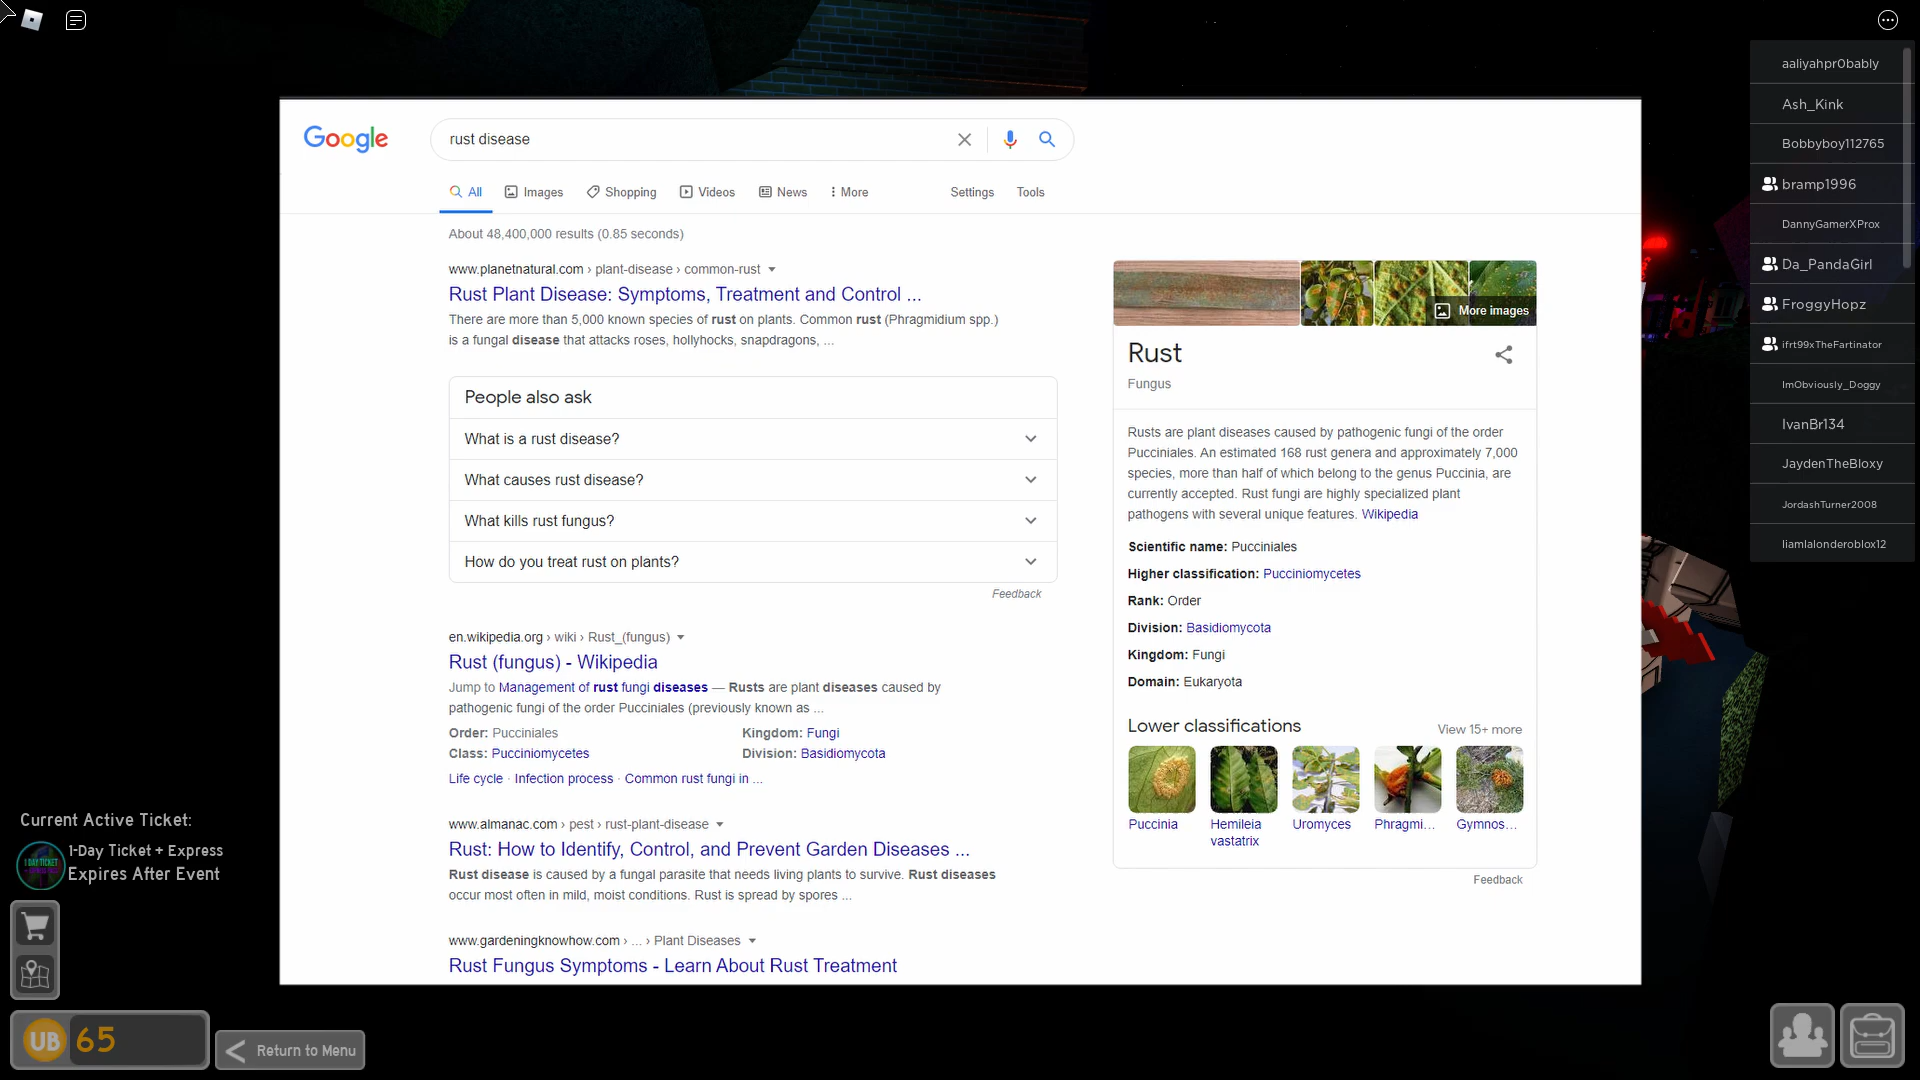 Google
rust disease
All Images Shopping Videos News More Settings Tools
About 48,400,000 results (0.85 seconds)
www.planetnatural.com › plant-disease › common-rust
Rust Plant Disease: Symptoms, Treatment and Control ...
There are more than 5,000 known species of rust on plants. Common rust (Phragmidium spp.)
is a fungal disease that attacks roses, hollyhocks, snapdragons, ...
People also ask
What is a rust disease?
What causes rust disease?
What kills rust fungus?
How do you treat rust on plants?
Feedback
en.wikipedia.org › wiki › Rust_(fungus)
Rust (fungus) - Wikipedia
Jump to Management of rust fungi diseases — Rusts are plant diseases caused by
pathogenic fungi of the order Pucciniales (previously known as ...
Order: Pucciniales Kingdom: Fungi
Class: Pucciniomycetes Division: Basidiomycota
Life cycle · Infection process · Common rust fungi in ...
www.almanac.com › pest › rust-plant-disease
Rust: How to Identify, Control, and Prevent Garden Diseases ...
Rust disease is caused by a fungal parasite that needs living plants to survive. Rust diseases
occur most often in mild, moist conditions. Rust is spread by spores ...
www.gardeningknowhow.com › ... › Plant Diseases
Rust Fungus Symptoms - Learn About Rust Treatment
More images
Rust
Fungus
Rusts are plant diseases caused by pathogenic fungi of the order
Pucciniales. An estimated 168 rust genera and approximately 7,000
species, more than half of which belong to the genus Puccinia, are
currently accepted. Rust fungi are highly specialized plant
pathogens with several unique features. Wikipedia
Scientific name: Pucciniales
Higher classification: Pucciniomycetes
Rank: Order
Division: Basidiomycota
Kingdom: Fungi
Domain: Eukaryota
Lower classifications View 15+ more
Puccinia Hemileia Uromyces Phragmi... Gymnos...
vastatrix
Feedback
aaliyahpr0bably
Ash_Kink
Bobbyboy112765
bramp1996
DannyGamerXProx
Da_PandaGirl
FroggyHopz
ifrt99xTheFartinator
ImObviously_Doggy
IvanBr134
JaydenTheBloxy
JordashTurner2008
liamlalonderoblox12
Current Active Ticket:
1-Day Ticket + Express
Expires After Event
UB 65
Return to Menu